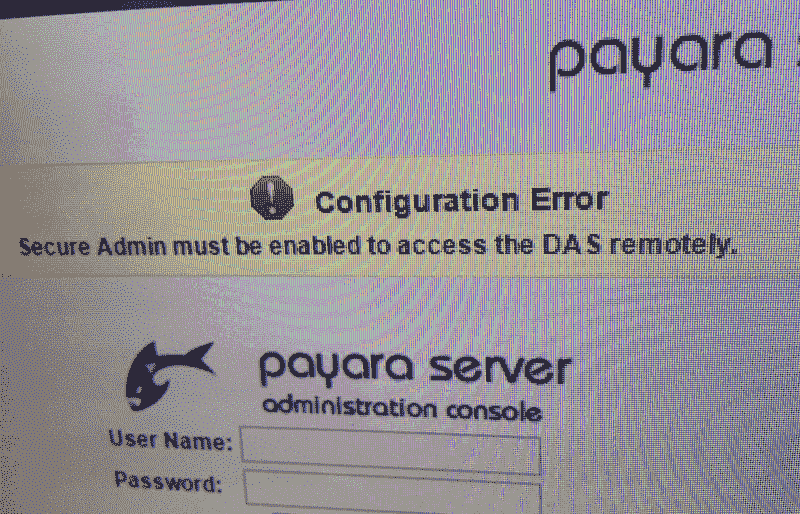 payara
Configuration Error
Secure Admin must be enabled to access the DAS remotely.
payara server
administration console
User Name:
Password: